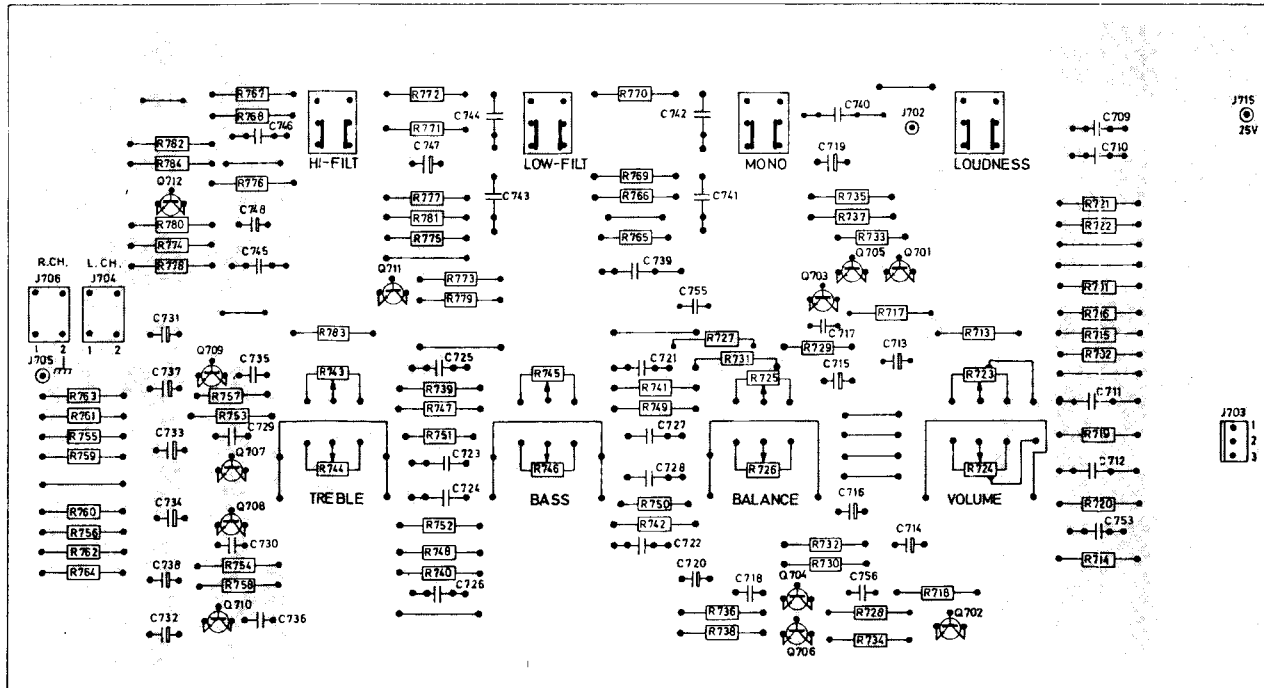 R767 R772 R770
R768 C744 C742 C740 J702 J715
C746 R771 C709 25V
R782 C747 C719 C710
HI-FILT LOW-FILT MONO LOUDNESS
R784
R776 R769
Q712 R777 C743 R766 C741 R735 R721
C748 R781 R737 R722
R780 R775 R765 R733
R774
C745 C739 Q705 Q701
R778
R.CH. L.CH. Q711 R773 Q703
J706 J704 R779 C755 R717 R711
R716
C731 R783 C717 R713 R715
R727 R729 C713 R732
1 2 1 2 R731
J705 Q709 C735 C725 C721 C715
C737 R743 R745 R725 R723
R763 R757 R739 R741
R761 R753 R747 R749 C711
C729
R755 C733 R751 C727 R719 J703
R759 Q707 C723 1
R744 R746 C728 R726 R724 C712 2
3
TREBLE C724 BASS BALANCE VOLUME
C734 Q708 R750 C716 R720
R760 R752 R742
R756 C730 C722 C714 C753
R762 R754 R748 R732 R714
R764 C738 R740 C720 R730
R758 C726 C718 Q704 C756 R718
Q710 C736 R736 R728 Q702
C732 R738 R734
Q706